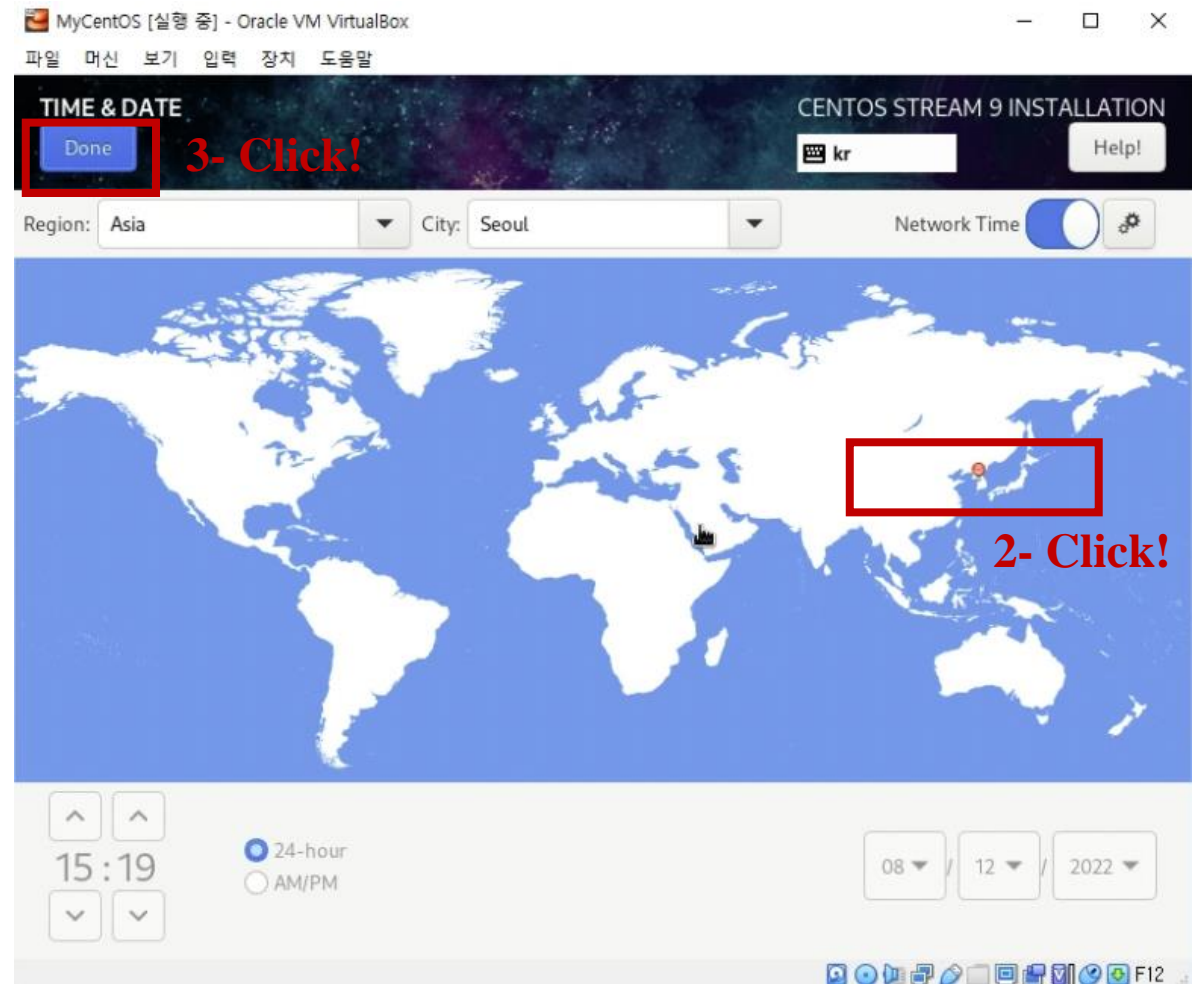 MyCentOS [실행 중] - Oracle VM VirtualBox
파일 머신 보기 입력 장치 도움말
TIME & DATE
CENTOS STREAM 9 INSTALLATION
Done
3- Click!
kr
Help!
Region: Asia City: Seoul Network Time
2- Click!
15 : 19
24-hour
AM/PM
08 / 12 / 2022
F12